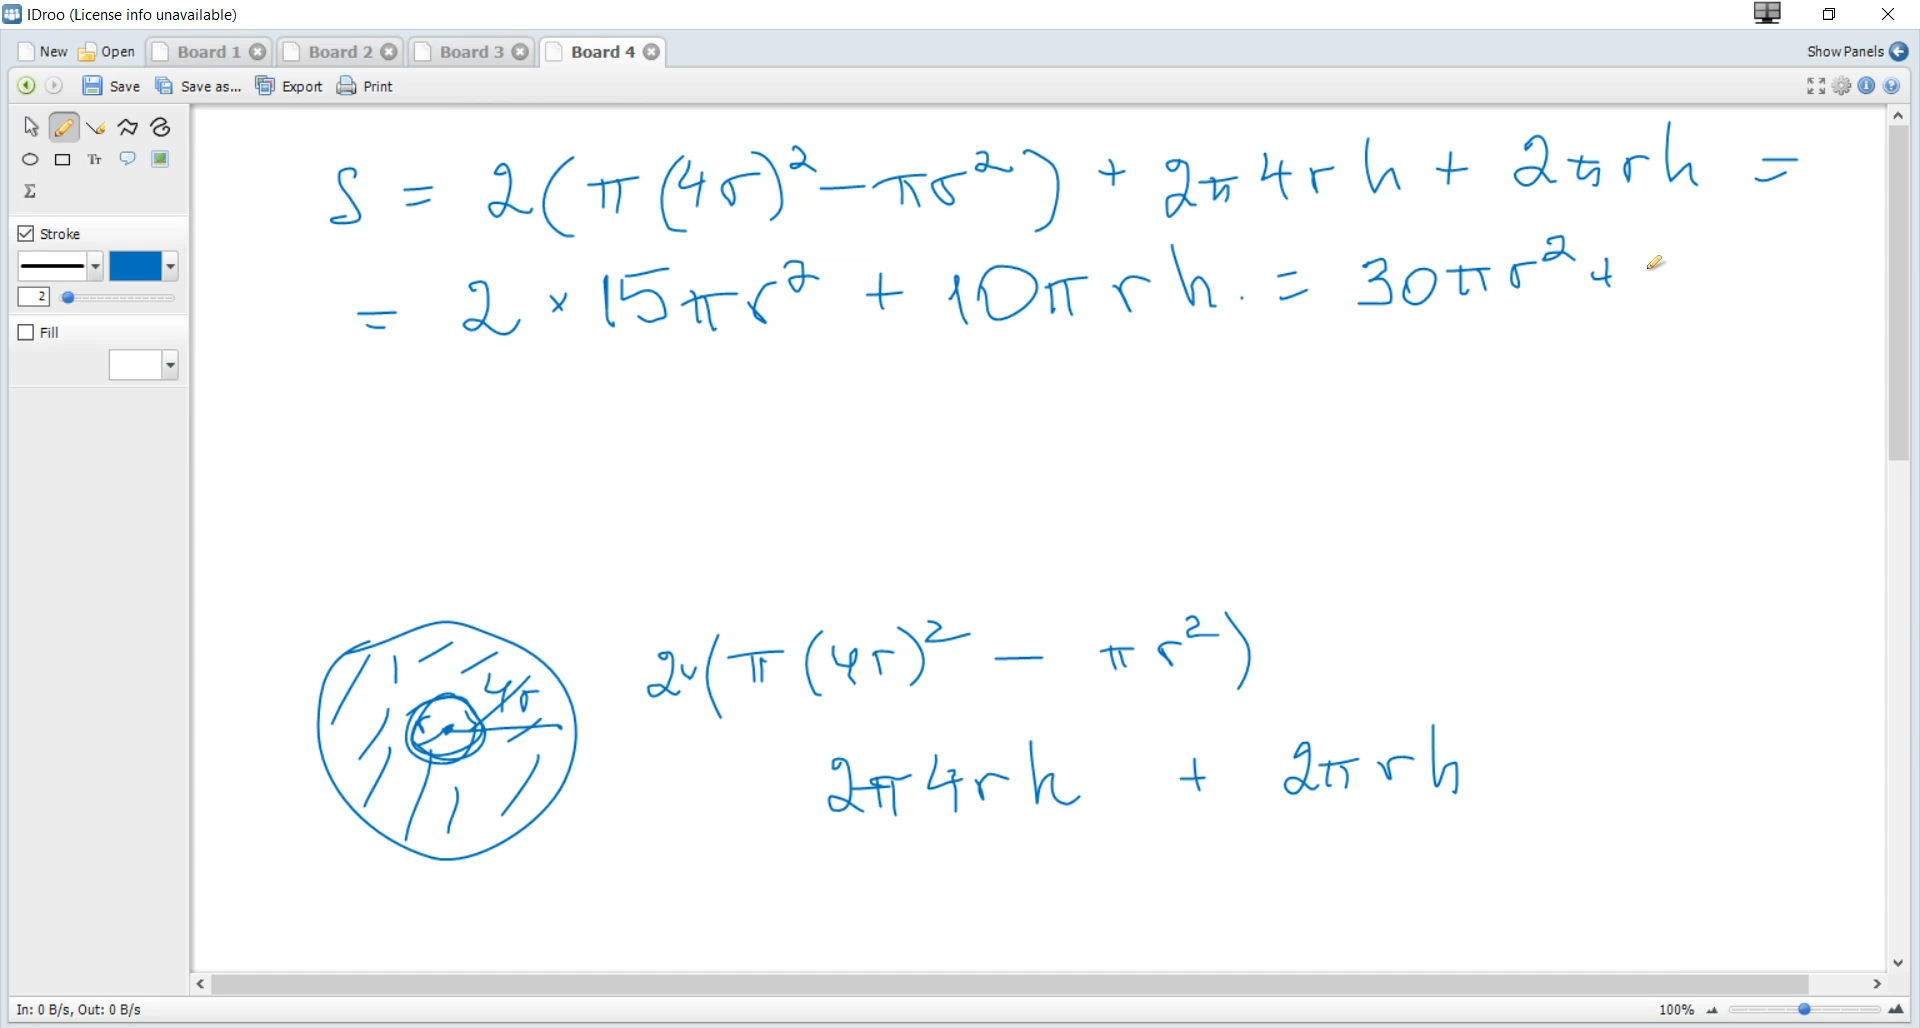 IDroo (License info unavailable)
New Open Board 1 Board 2 Board 3 Board 4 Show Panels
Save Save as... Export Print
TT
Σ
Stroke
2
Fill
S = 2(π(4r)² − πr²) + 2π4rh + 2πrh =
= 2 × 15πr² + 10πrh. = 30πr² +
2(π(4r)² − πr²)
4r
r
2π4rh + 2πrh
In: 0 B/s, Out: 0 B/s 100%